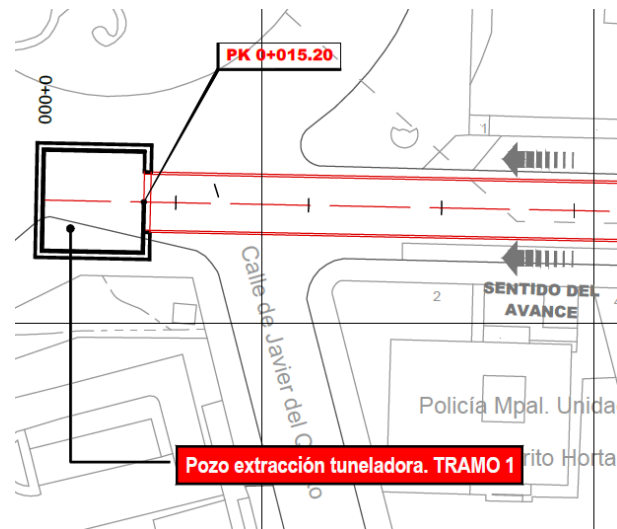 PK 0+015.20
0+000
1
2
SENTIDO DEL
AVANCE
Calle de Javier del
Policía Mpal. Unida
Pozo extracción tuneladora. TRAMO 1
rito Horta